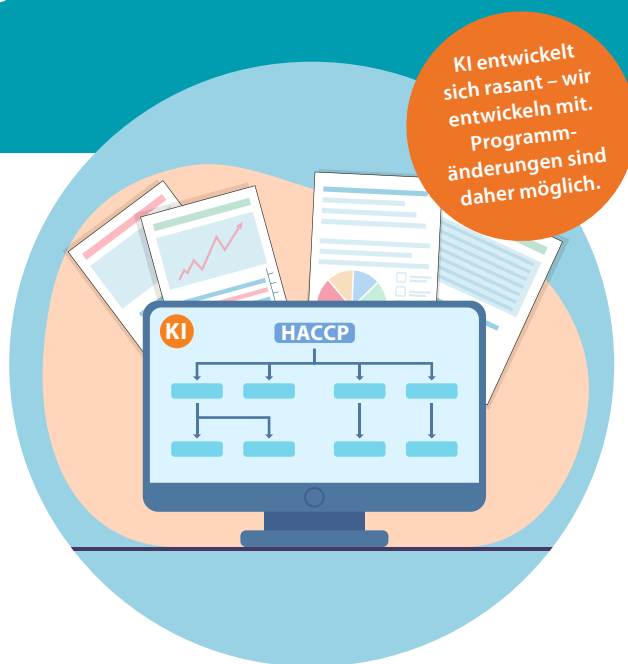 KI entwickelt
sich rasant – wir
entwickeln mit.
Programm-
änderungen sind
daher möglich.
KI
HACCP